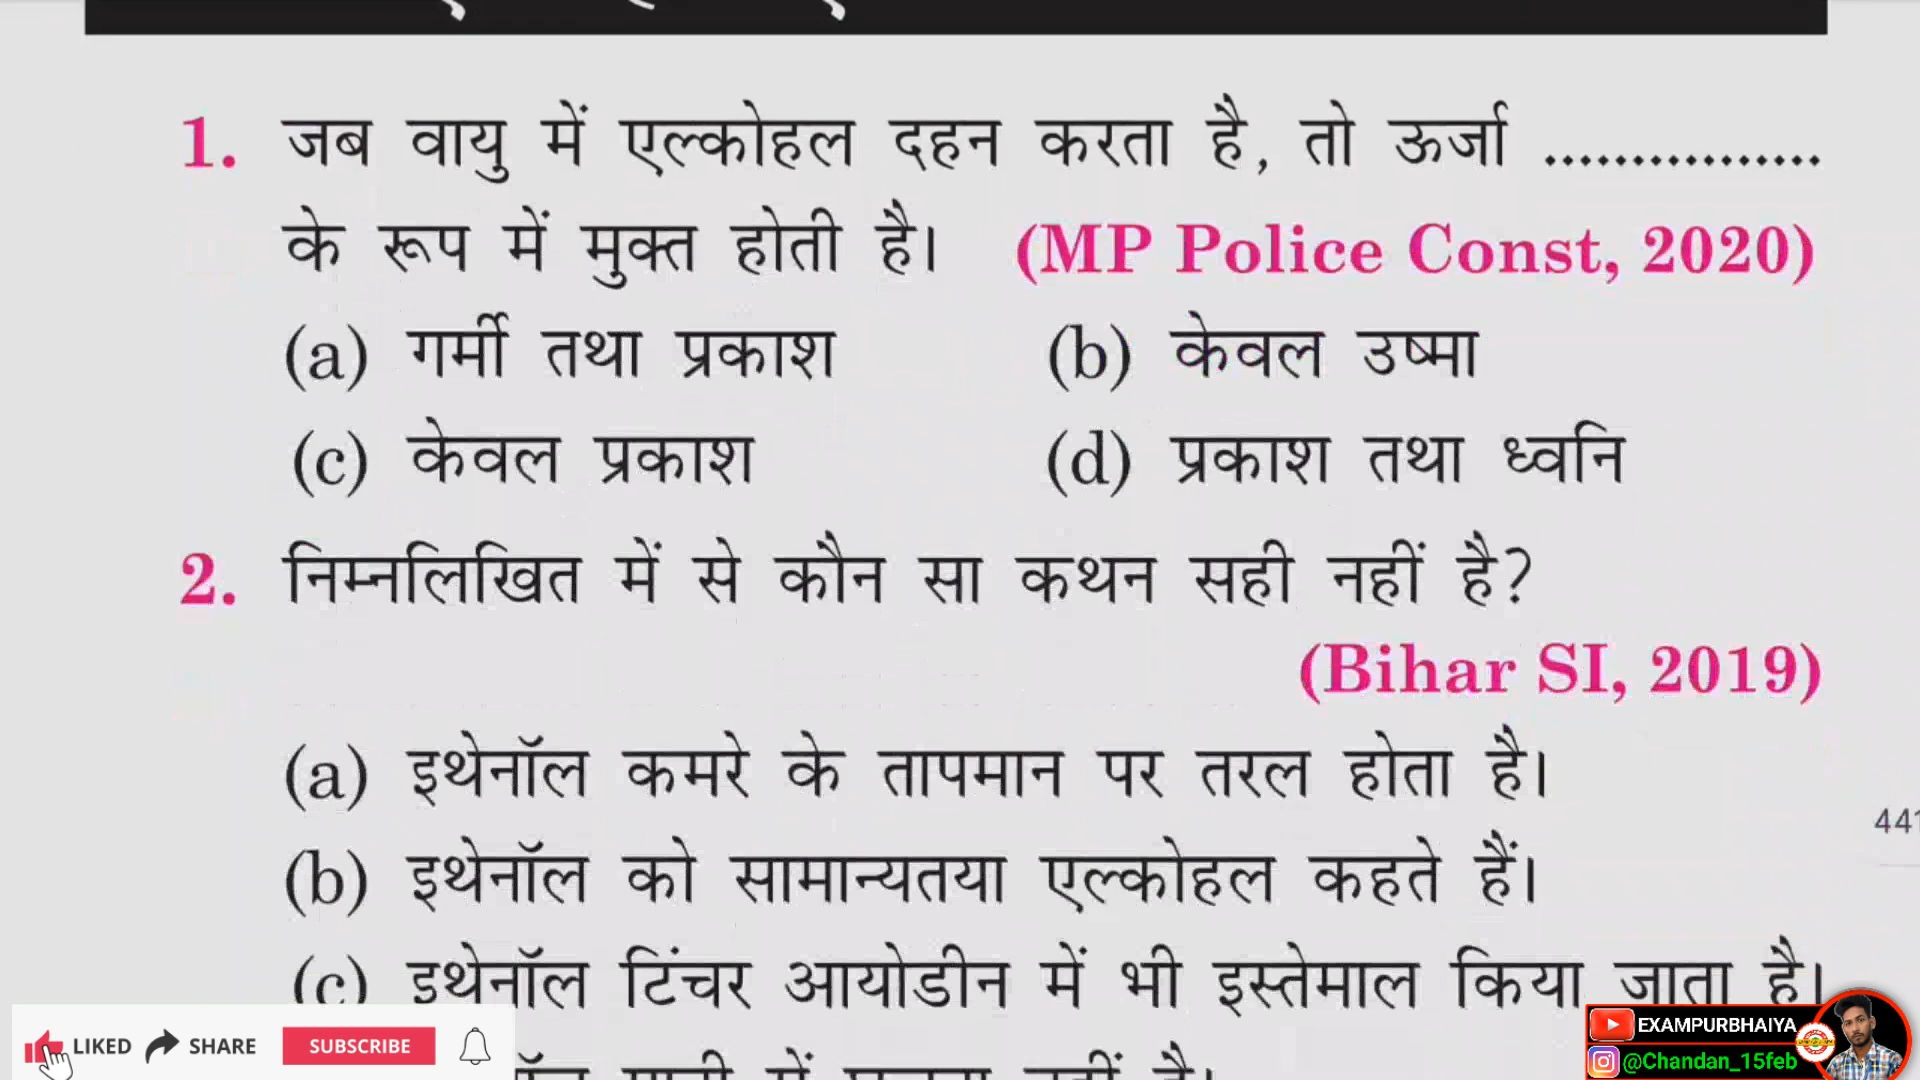 1. जब वायु में एल्कोहल दहन करता है, तो ऊर्जा ................
के रूप में मुक्त होती है। (MP Police Const, 2020)
(a) गर्मी तथा प्रकाश (b) केवल उष्मा
(c) केवल प्रकाश (d) प्रकाश तथा ध्वनि
2. निम्नलिखित में से कौन सा कथन सही नहीं है?
(Bihar SI, 2019)
(a) इथेनॉल कमरे के तापमान पर तरल होता है।
441
(b) इथेनॉल को सामान्यतया एल्कोहल कहते हैं।
(c) इथेनॉल टिंचर आयोडीन में भी इस्तेमाल किया जाता है।
LIKED SHARE SUBSCRIBE
EXAMPURBHAIYA
@Chandan_15feb